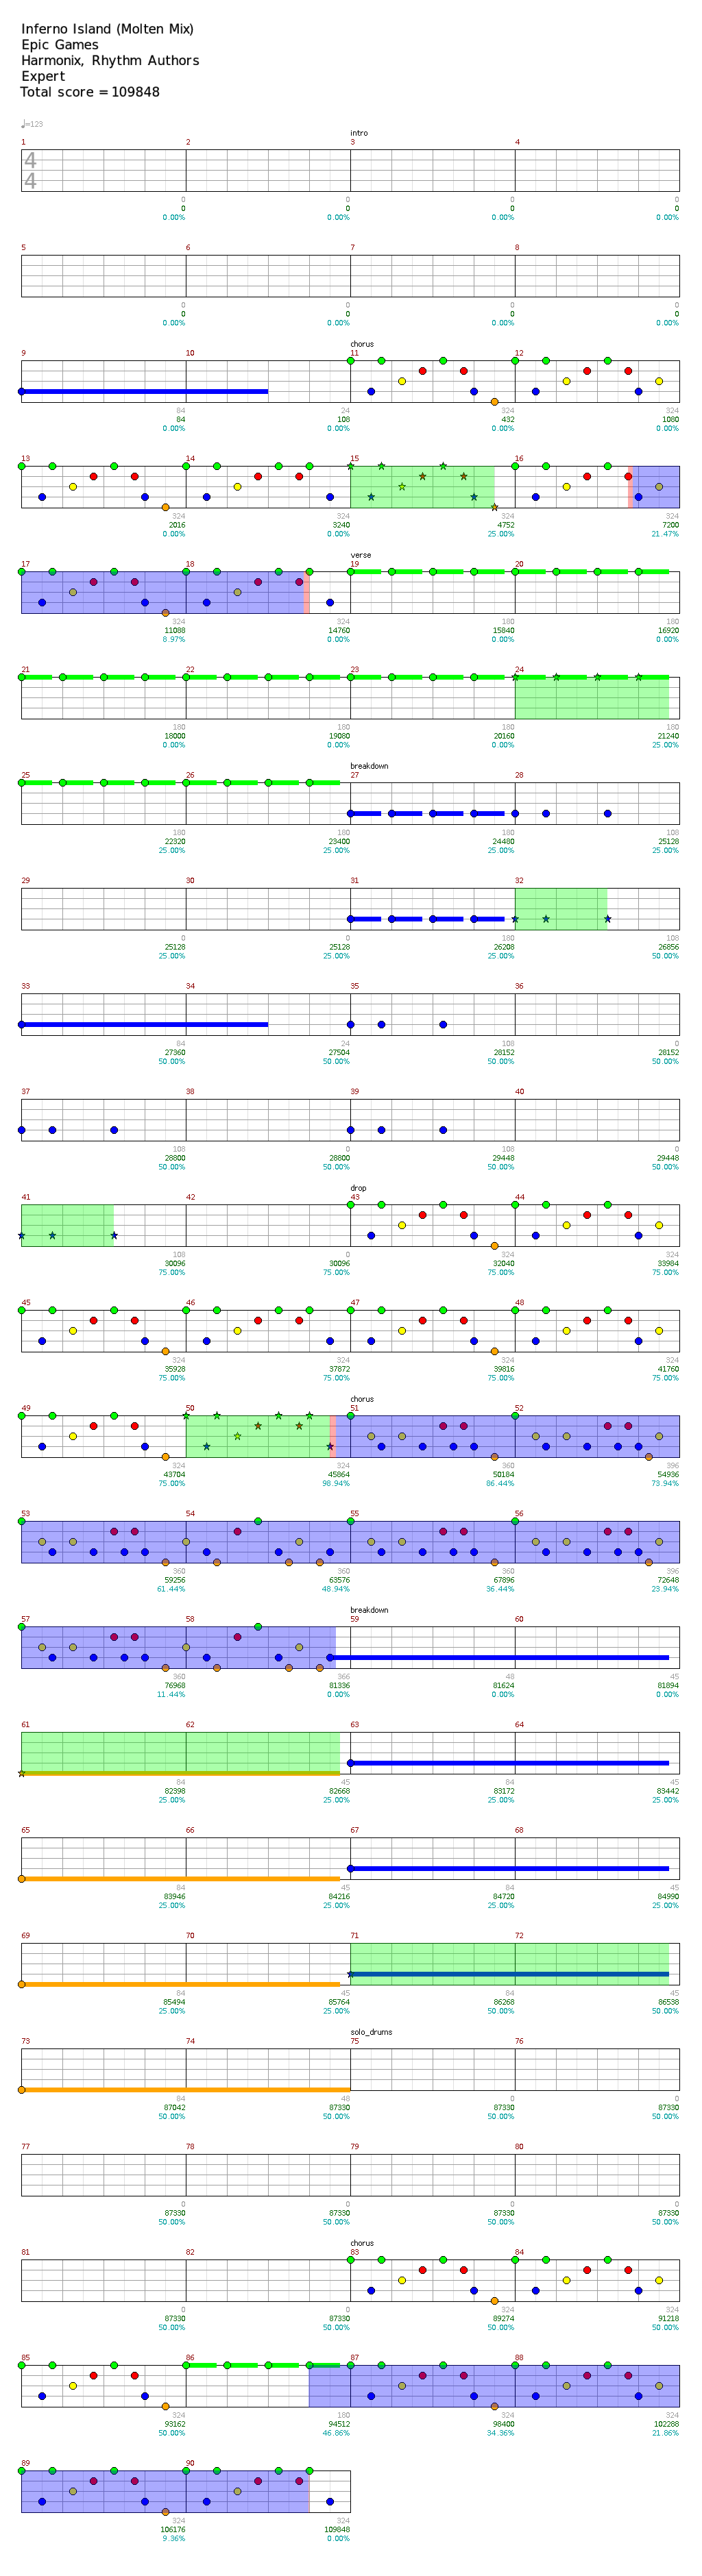 Inferno Island (Molten Mix)
Epic Games
Harmonix, Rhythm Authors
Expert
Total score = 109848
♩=123
intro
1 2 3 4
4
4
0 0 0 0
0 0 0 0
0.00% 0.00% 0.00% 0.00%
5 6 7 8
0 0 0 0
0 0 0 0
0.00% 0.00% 0.00% 0.00%
chorus
9 10 11 12
84 24 324 324
84 108 432 1080
0.00% 0.00% 0.00% 0.00%
13 14 15 16
324 324 324 324
2016 3240 4752 7200
0.00% 0.00% 25.00% 21.47%
verse
17 18 19 20
324 324 180 180
11088 14760 15840 16920
8.97% 0.00% 0.00% 0.00%
21 22 23 24
180 180 180 180
18000 19080 20160 21240
0.00% 0.00% 0.00% 25.00%
breakdown
25 26 27 28
180 180 180 108
22320 23400 24480 25128
25.00% 25.00% 25.00% 25.00%
29 30 31 32
0 0 180 108
25128 25128 26208 26856
25.00% 25.00% 25.00% 50.00%
33 34 35 36
84 24 108 0
27360 27504 28152 28152
50.00% 50.00% 50.00% 50.00%
37 38 39 40
108 0 108 0
28800 28800 29448 29448
50.00% 50.00% 50.00% 50.00%
drop
41 42 43 44
108 0 324 324
30096 30096 32040 33984
75.00% 75.00% 75.00% 75.00%
45 46 47 48
324 324 324 324
35928 37872 39816 41760
75.00% 75.00% 75.00% 75.00%
chorus
49 50 51 52
324 324 360 396
43704 45864 50184 54936
75.00% 98.94% 86.44% 73.94%
53 54 55 56
360 360 360 396
59256 63576 67896 72648
61.44% 48.94% 36.44% 23.94%
breakdown
57 58 59 60
360 366 48 45
76968 81336 81624 81894
11.44% 0.00% 0.00% 0.00%
61 62 63 64
84 45 84 45
82398 82668 83172 83442
25.00% 25.00% 25.00% 25.00%
65 66 67 68
84 45 84 45
83946 84216 84720 84990
25.00% 25.00% 25.00% 25.00%
69 70 71 72
84 45 84 45
85494 85764 86268 86538
25.00% 25.00% 50.00% 50.00%
solo_drums
73 74 75 76
84 48 0 0
87042 87330 87330 87330
50.00% 50.00% 50.00% 50.00%
77 78 79 80
0 0 0 0
87330 87330 87330 87330
50.00% 50.00% 50.00% 50.00%
chorus
81 82 83 84
0 0 324 324
87330 87330 89274 91218
50.00% 50.00% 50.00% 50.00%
85 86 87 88
324 180 324 324
93162 94512 98400 102288
50.00% 46.86% 34.36% 21.86%
89 90
324 324
106176 109848
9.36% 0.00%